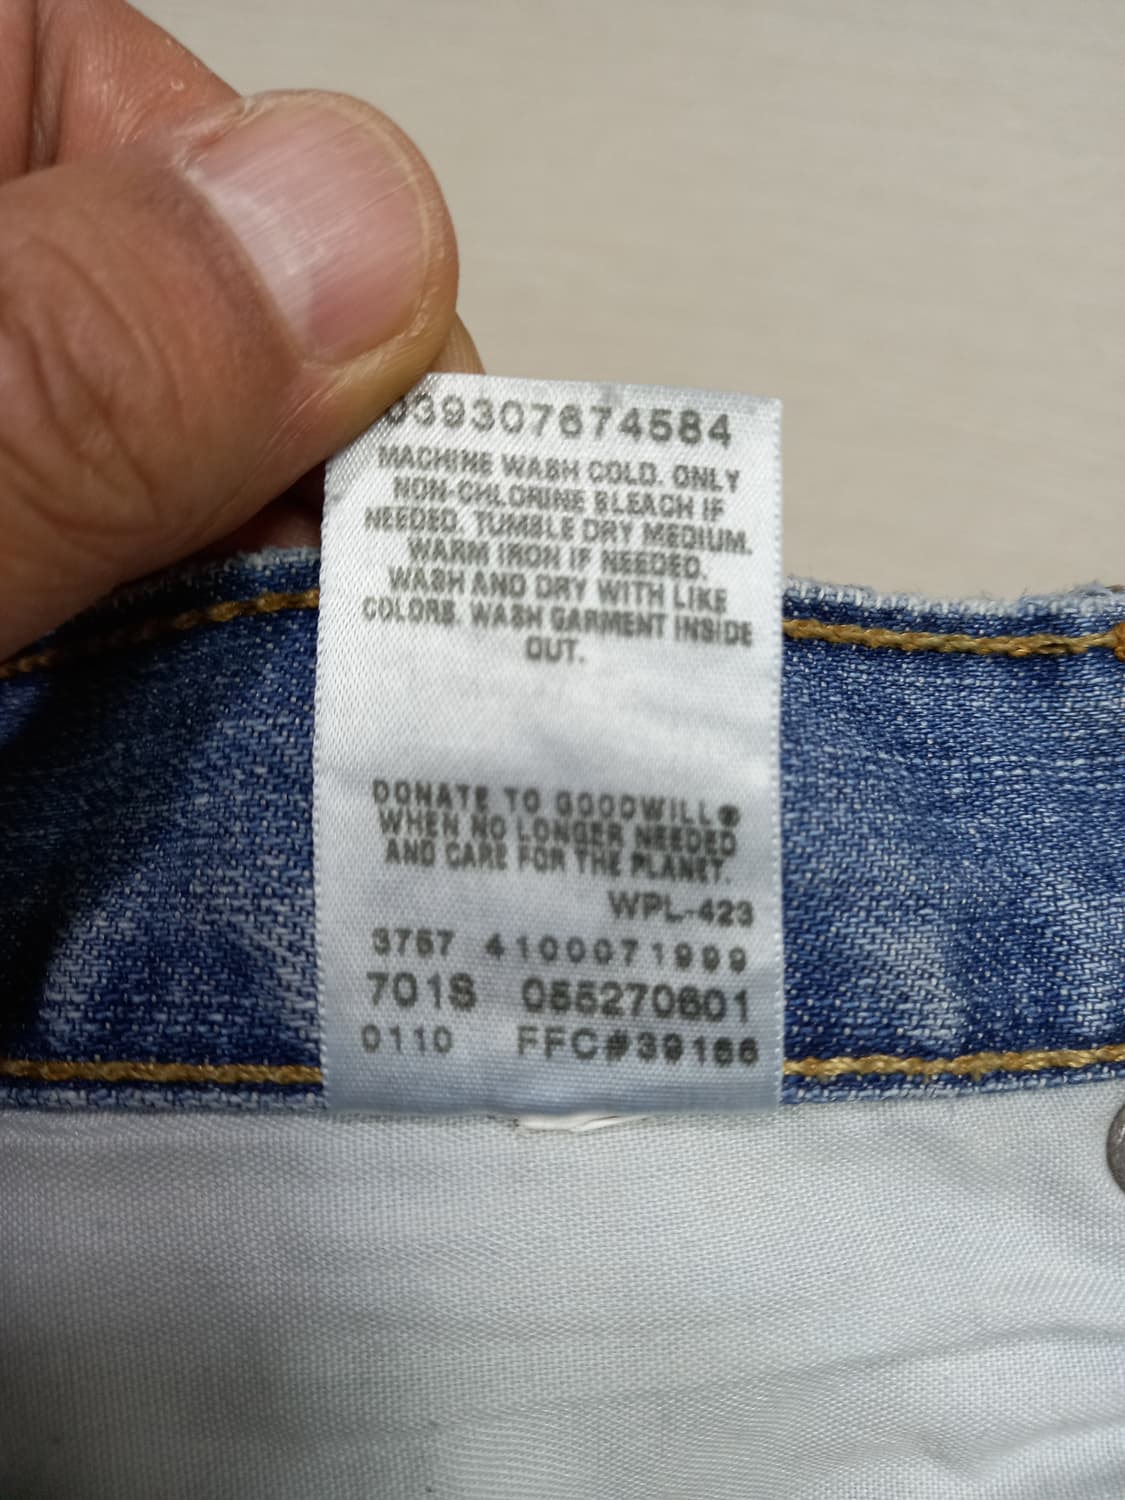 039307674584
MACHINE WASH COLD. ONLY
NON-CHLORINE BLEACH IF
NEEDED. TUMBLE DRY MEDIUM.
WARM IRON IF NEEDED.
WASH AND DRY WITH LIKE
COLORS. WASH GARMENT INSIDE
OUT.
DONATE TO GOODWILL®
WHEN NO LONGER NEEDED
AND CARE FOR THE PLANET.
WPL-423
3767 4100071999
701S 055270601
0110 FFC#39166